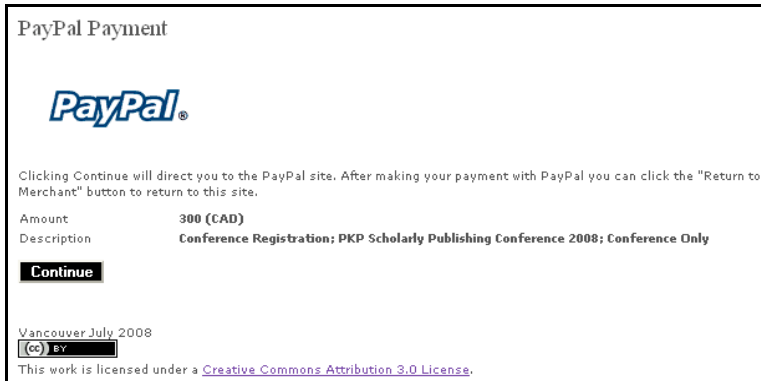 PayPal Payment
PayPal®
Clicking Continue will direct you to the PayPal site. After making your payment with PayPal you can click the "Return to
Merchant" button to return to this site.
Amount 300 (CAD)
Description Conference Registration; PKP Scholarly Publishing Conference 2008; Conference Only
Continue
Vancouver July 2008
(cc) BY
This work is licensed under a Creative Commons Attribution 3.0 License.